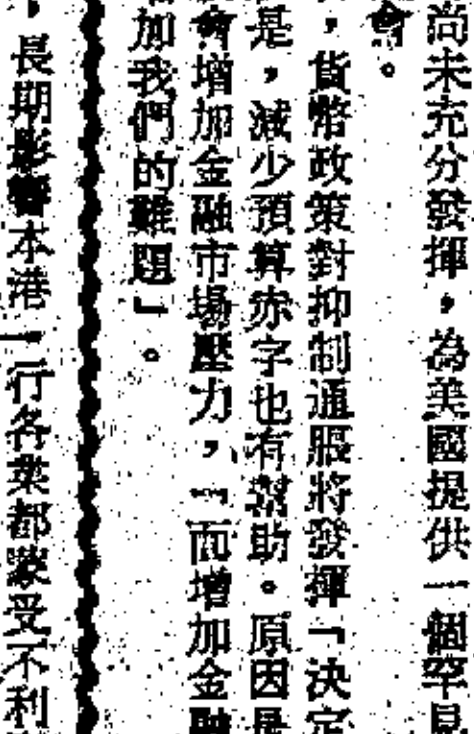 尚未充分發揮，為美國提供一個罕見
會。
，貨幣政策對抑制通脹將發揮「決定
是，減少預算赤字也有幫助。原因是
會增加金融市場壓力，「而增加金融
加我們的難題」。
，長期影響本港，行各業都蒙受不利